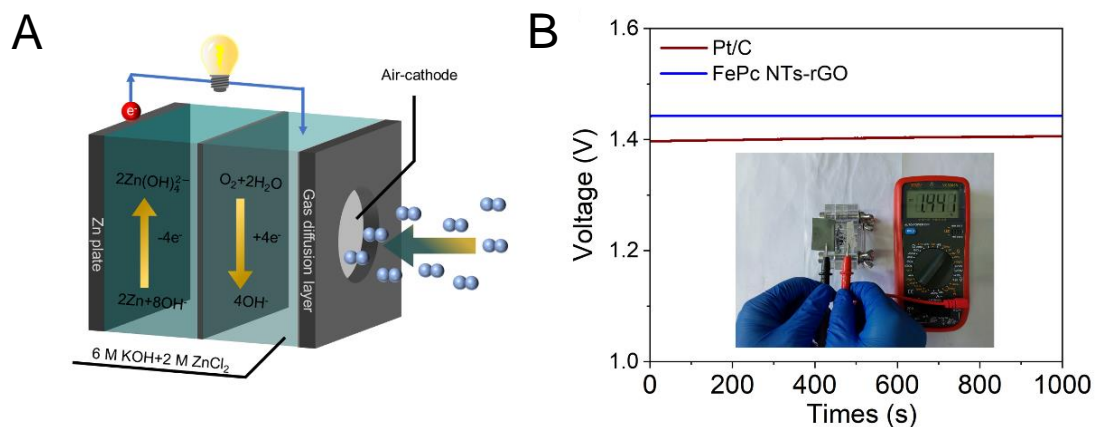 A
e⁻
Air-cathode
2Zn(OH)₄²⁻
-4e⁻
2Zn+8OH⁻
O₂+2H₂O
+4e⁻
4OH⁻
Zn plate
Gas diffusion layer
6 M KOH+2 M ZnCl₂
B
Voltage (V)
1.6
1.4
1.2
1.0
Pt/C
FePc NTs-rGO
1.441
0
200
400
600
800
1000
Times (s)